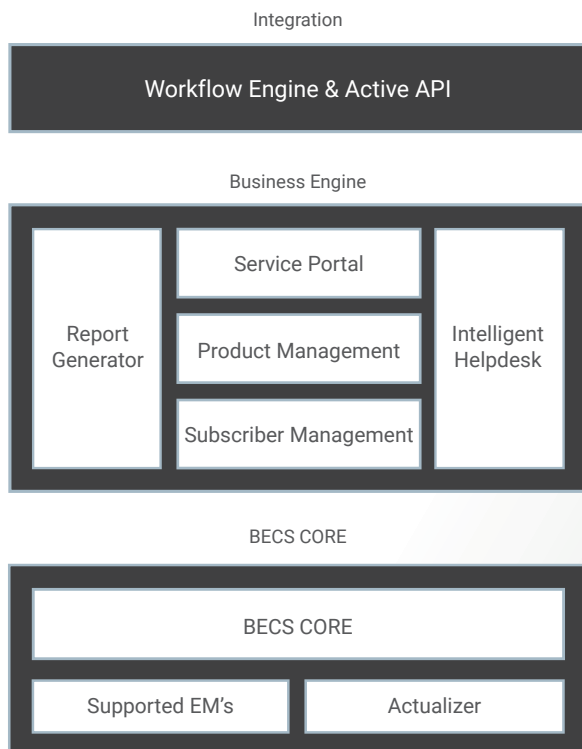 Integration
Workflow Engine & Active API
Business Engine
Report
Generator
Service Portal
Product Management
Subscriber Management
Intelligent
Helpdesk
BECS CORE
BECS CORE
Supported EM's
Actualizer